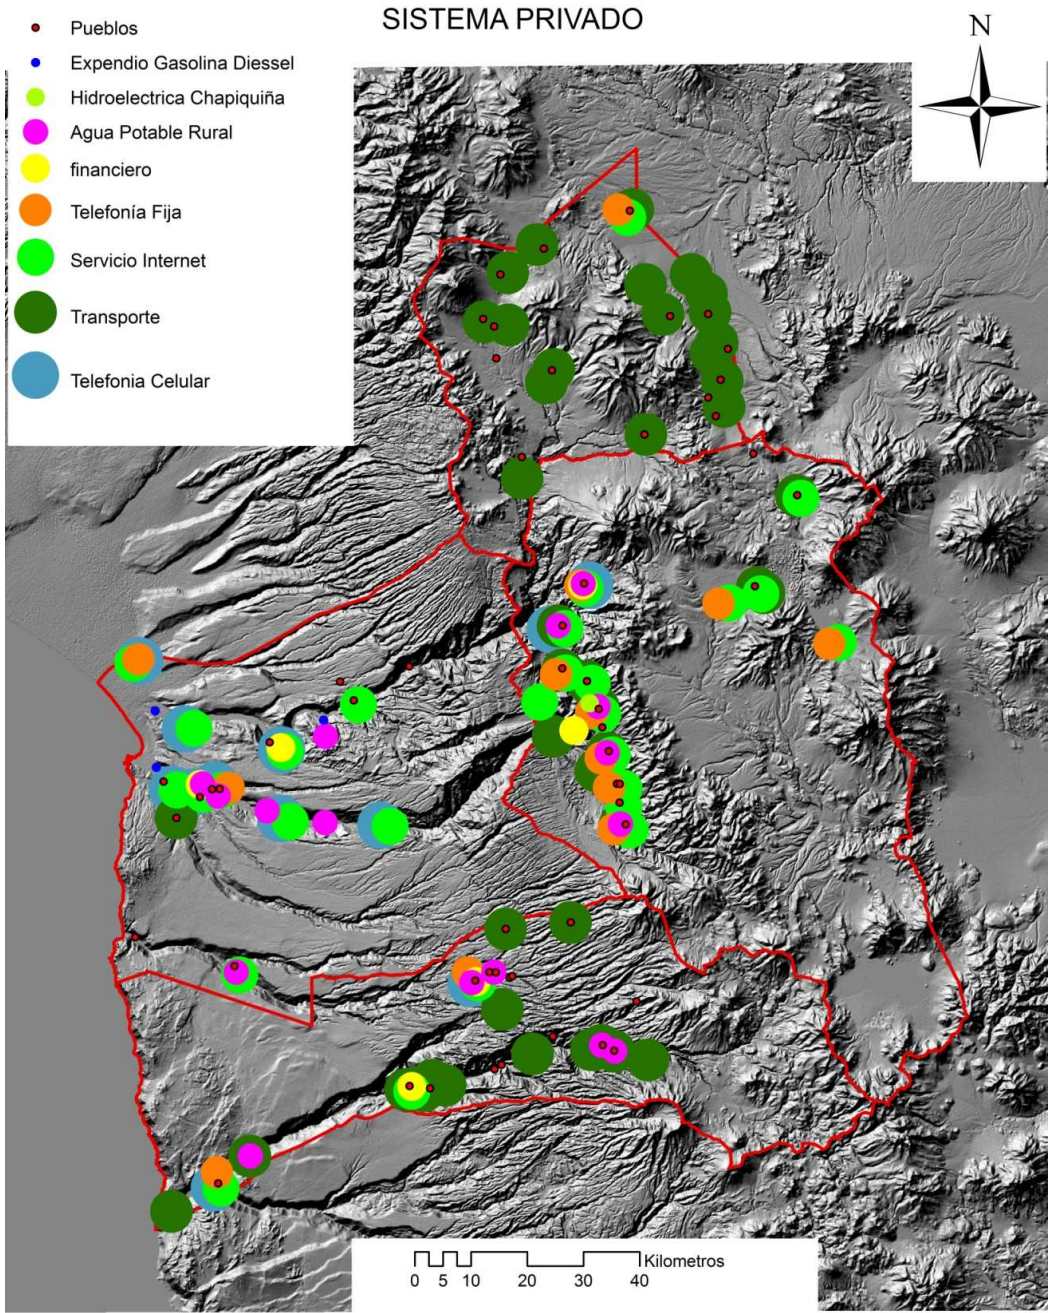 SISTEMA PRIVADO
N
Pueblos
Expendio Gasolina Diessel
Hidroelectrica Chapiquiña
Agua Potable Rural
financiero
Telefonía Fija
Servicio Internet
Transporte
Telefonia Celular
Kilometros
0 5 10 20 30 40